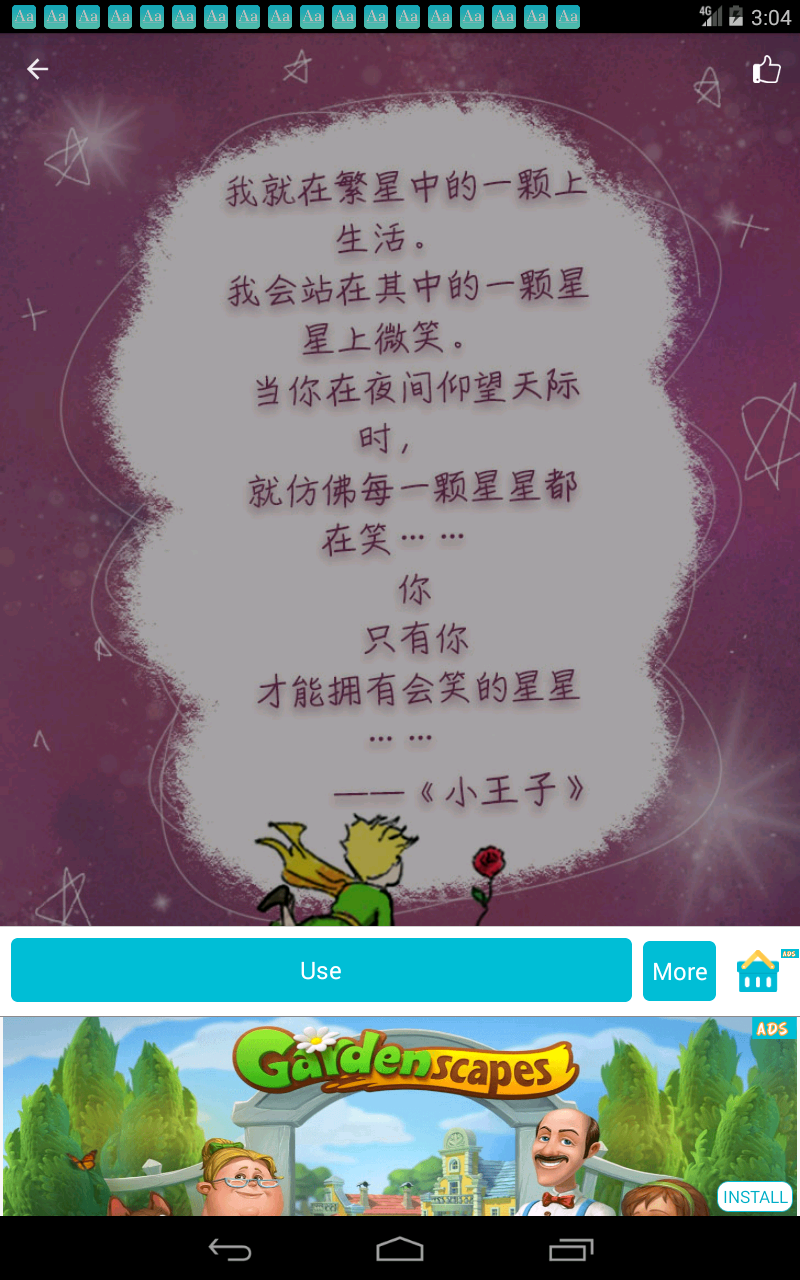 Aa Aa Aa Aa Aa Aa Aa Aa Aa Aa Aa Aa Aa Aa Aa Aa Aa Aa 4G 3:04
我就在繁星中的一颗上
生活。
我会站在其中的一颗星
星上微笑。
当你在夜间仰望天际
时，
就仿佛每一颗星星都
在笑……
你
只有你
才能拥有会笑的星星
……
——《小王子》
Use More ADS
ADS
Gardenscapes
INSTALL